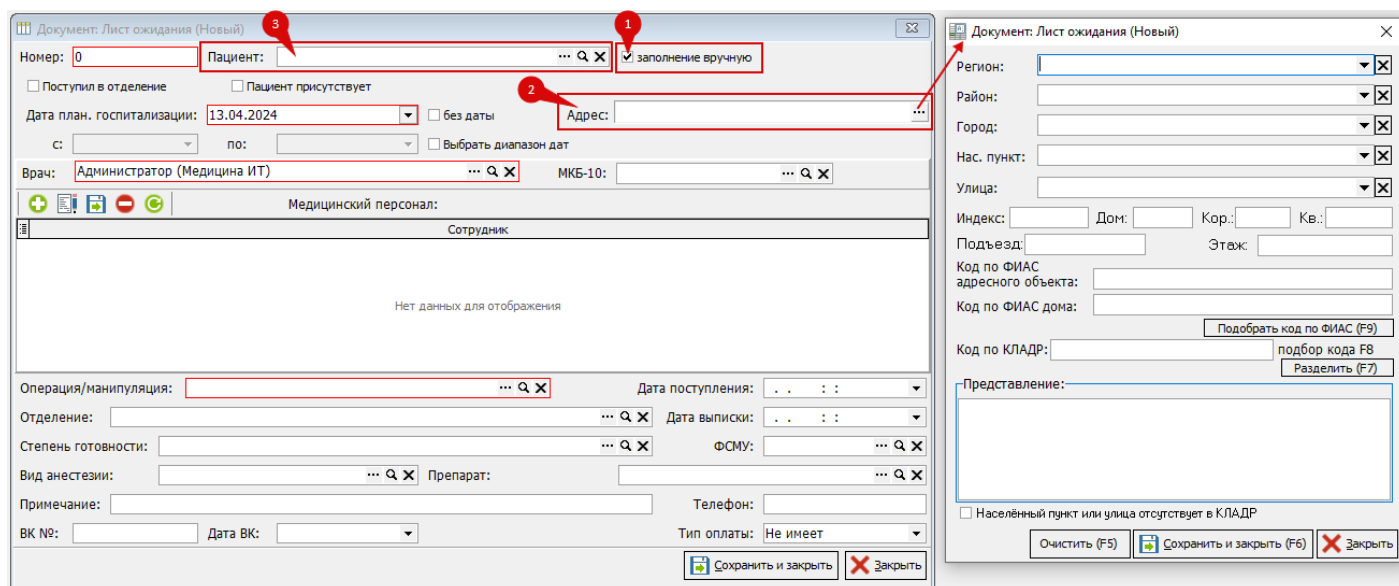 Документ: Лист ожидания (Новый)
3
1
Номер: 0 Пациент: заполнение вручную
Поступил в отделение Пациент присутствует
2
Дата план. госпитализации: 13.04.2024 без даты Адрес:
с: по: Выбрать диапазон дат
Врач: Администратор (Медицина ИТ) МКБ-10:
Медицинский персонал:
Сотрудник
Нет данных для отображения
Операция/манипуляция: Дата поступления: . . : :
Отделение: Дата выписки: . . : :
Степень готовности: ФСМУ:
Вид анестезии: Препарат:
Примечание: Телефон:
ВК №: Дата ВК: Тип оплаты: Не имеет
Сохранить и закрыть Закрыть
Документ: Лист ожидания (Новый)
Регион:
Район:
Город:
Нас. пункт:
Улица:
Индекс: Дом: Кор.: Кв.:
Подъезд: Этаж:
Код по ФИАС
адресного объекта:
Код по ФИАС дома:
Подобрать код по ФИАС (F9)
Код по КЛАДР: подбор кода F8
Разделить (F7)
Представление:
Населённый пункт или улица отсутствует в КЛАДР
Очистить (F5) Сохранить и закрыть (F6) Закрыть